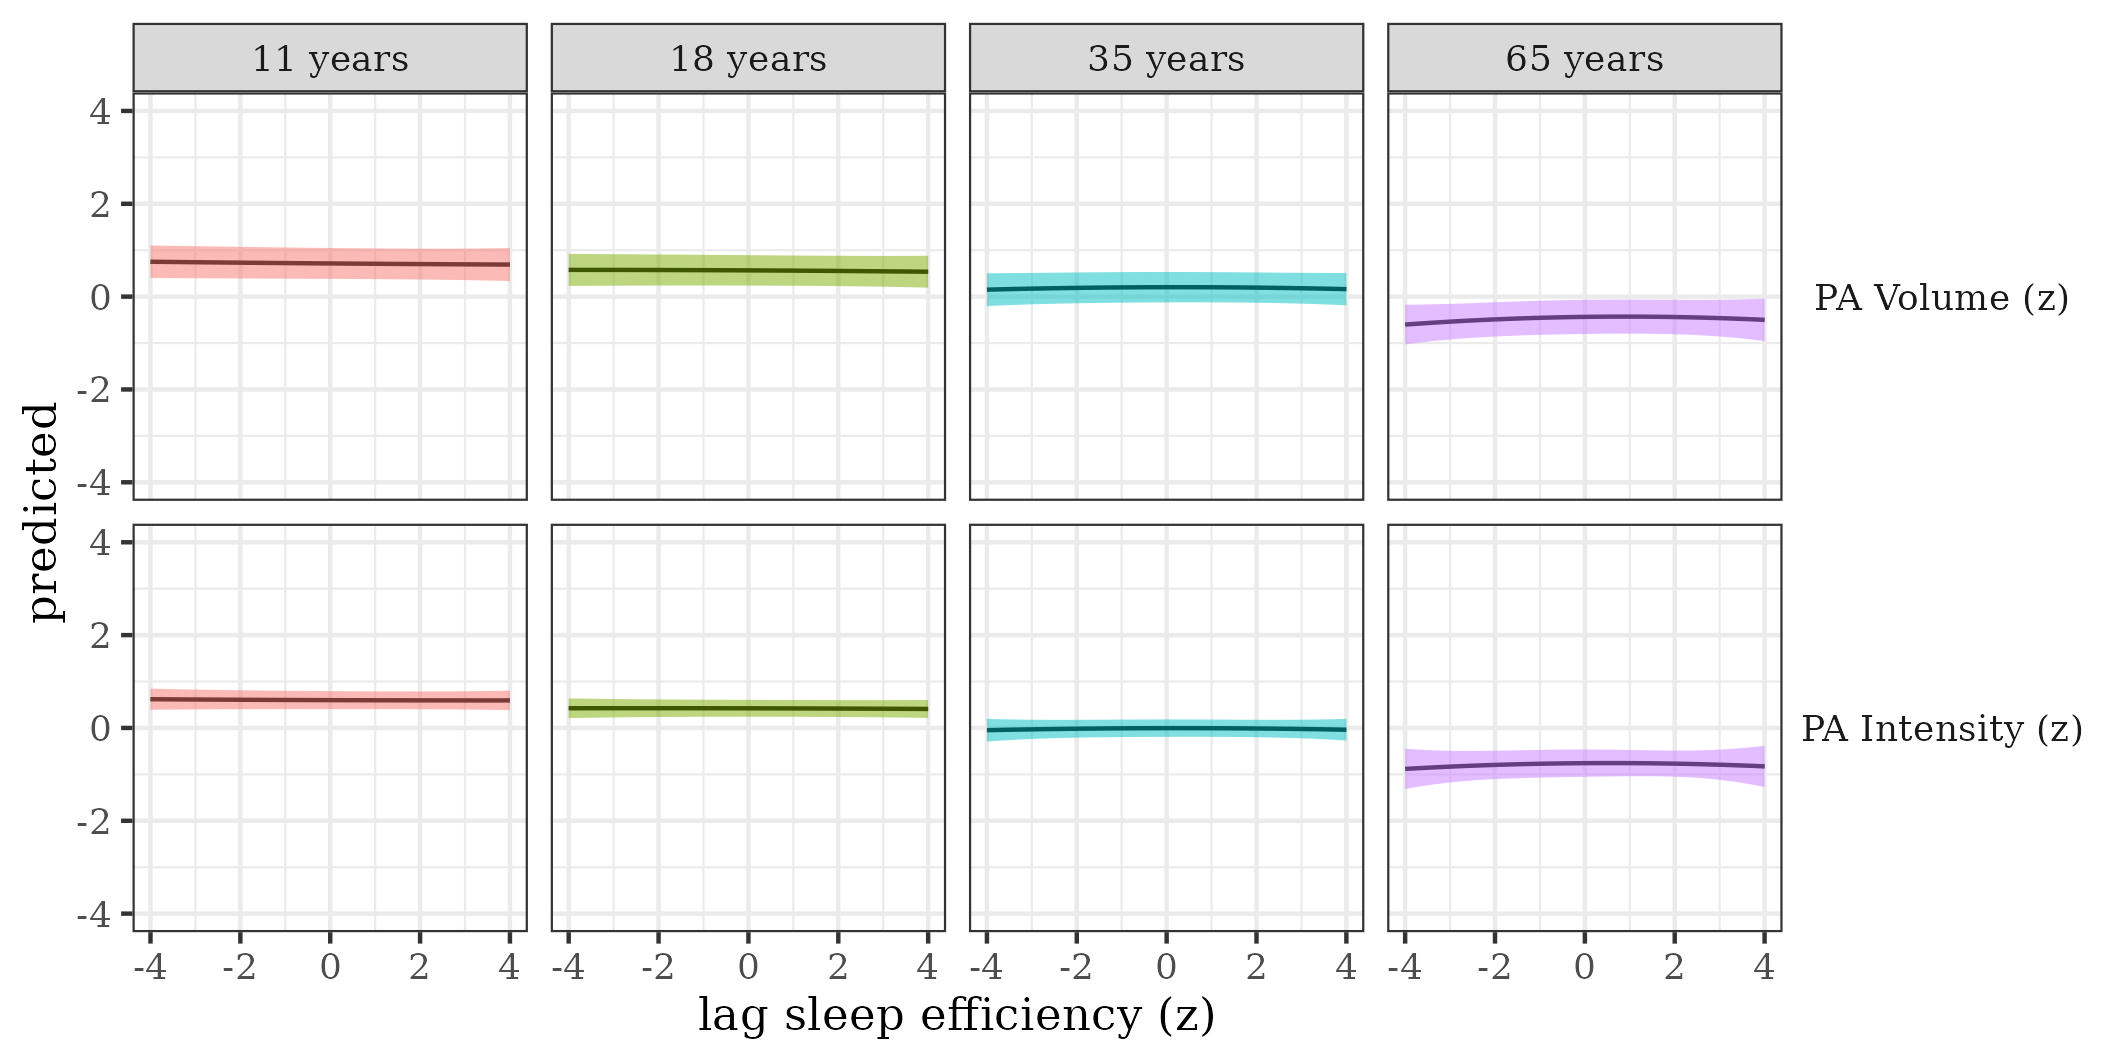 11 years 18 years 35 years 65 years
4
2
0
-2
-4
PA Volume (z)
predicted
4
2
0
-2
-4
PA Intensity (z)
-4 -2 0 2 4 -4 -2 0 2 4 -4 -2 0 2 4 -4 -2 0 2 4
lag sleep efficiency (z)